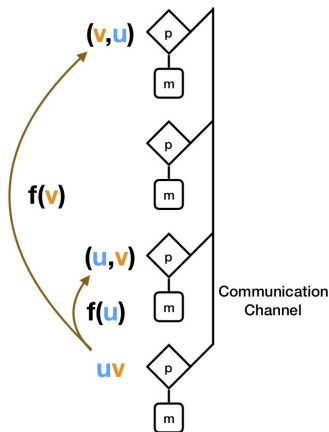 (v,u)
p
m
f(v)
p
m
(u,v)
p
m
f(u)
Communication
Channel
uv
p
m